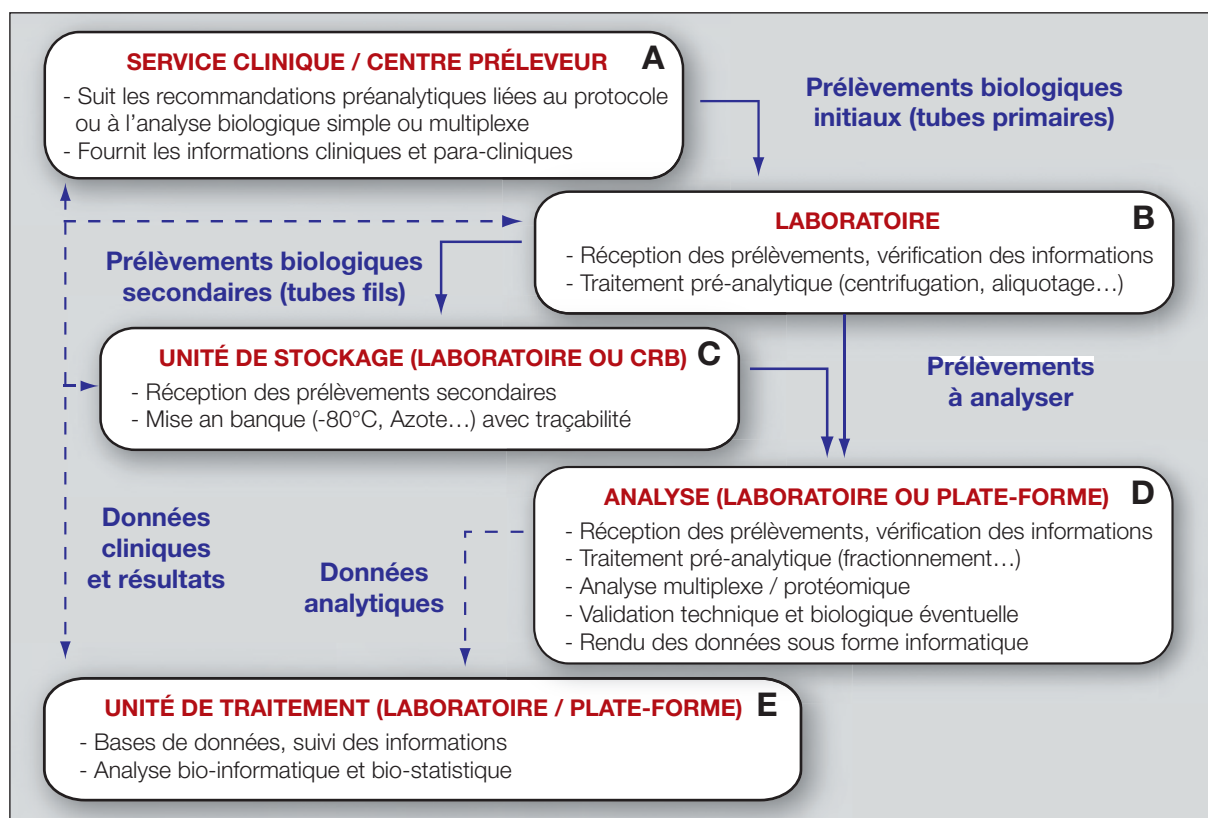 SERVICE CLINIQUE / CENTRE PRÉLEVEUR A
- Suit les recommandations préanalytiques liées au protocole
ou à l'analyse biologique simple ou multiplexe
- Fournit les informations cliniques et para-cliniques
Prélèvements biologiques
initiaux (tubes primaires)
LABORATOIRE B
- Réception des prélèvements, vérification des informations
- Traitement pré-analytique (centrifugation, aliquotage…)
Prélèvements biologiques
secondaires (tubes fils)
UNITÉ DE STOCKAGE (LABORATOIRE OU CRB) C
- Réception des prélèvements secondaires
- Mise an banque (-80°C, Azote…) avec traçabilité
Prélèvements
à analyser
ANALYSE (LABORATOIRE OU PLATE-FORME) D
- Réception des prélèvements, vérification des informations
- Traitement pré-analytique (fractionnement…)
- Analyse multiplexe / protéomique
- Validation technique et biologique éventuelle
- Rendu des données sous forme informatique
Données
cliniques
et résultats
Données
analytiques
UNITÉ DE TRAITEMENT (LABORATOIRE / PLATE-FORME) E
- Bases de données, suivi des informations
- Analyse bio-informatique et bio-statistique